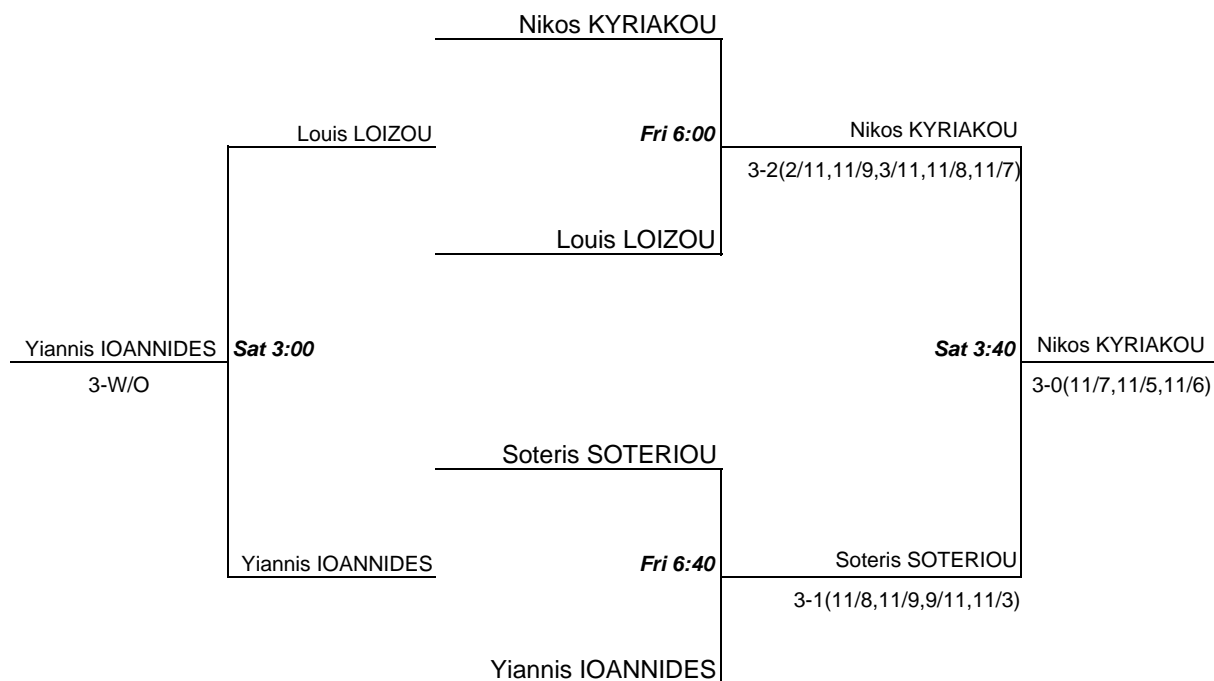 Nikos KYRIAKOU
Louis LOIZOU
Fri 6:00
Nikos KYRIAKOU
3-2(2/11,11/9,3/11,11/8,11/7)
Louis LOIZOU
Yiannis IOANNIDES
Sat 3:00
Sat 3:40
Nikos KYRIAKOU
3-W/O
3-0(11/7,11/5,11/6)
Soteris SOTERIOU
Yiannis IOANNIDES
Fri 6:40
Soteris SOTERIOU
3-1(11/8,11/9,9/11,11/3)
Yiannis IOANNIDES